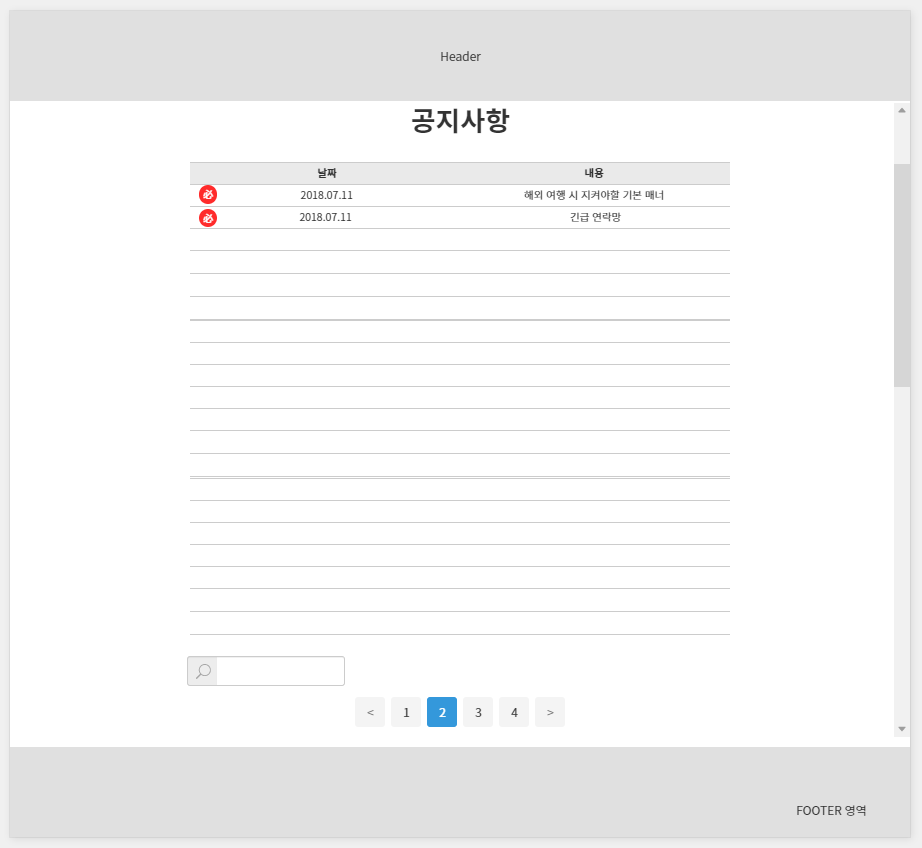 Header
공지사항
날짜 내용
必 2018.07.11 해외 여행 시 지켜야할 기본 매너
必 2018.07.11 긴급 연락망
< 1 2 3 4 >
FOOTER 영역